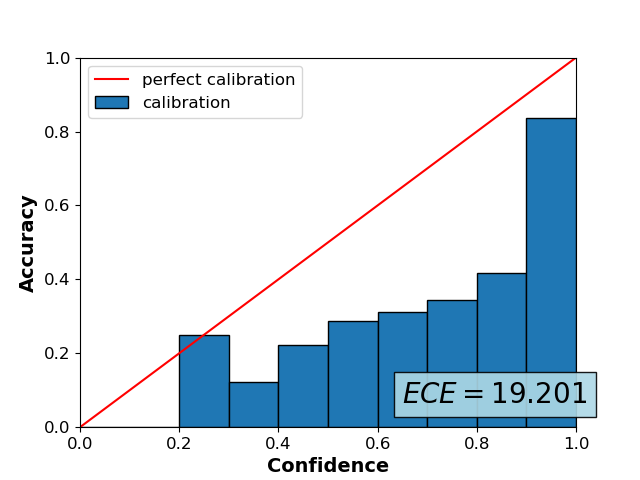 perfect calibration
calibration
Accuracy
1.0
0.8
0.6
0.4
0.2
0.0
ECE = 19.201
0.0 0.2 0.4 0.6 0.8 1.0
Confidence